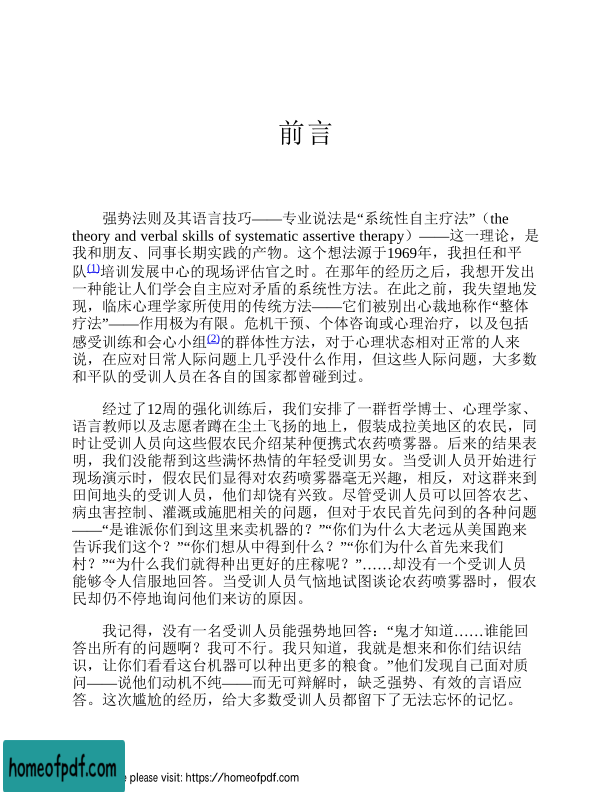 前言
强势法则及其语言技巧——专业说法是“系统性自主疗法”（the
theory and verbal skills of systematic assertive therapy）——这一理论，是
我和朋友、同事长期实践的产物。这个想法源于1969年，我担任和平
队(1)培训发展中心的现场评估官之时。在那年的经历之后，我想开发出
一种能让人们学会自主应对矛盾的系统性方法。在此之前，我失望地发
现，临床心理学家所使用的传统方法——它们被别出心裁地称作“整体
疗法”——作用极为有限。危机干预、个体咨询或心理治疗，以及包括
感受训练和会心小组(2)的群体性方法，对于心理状态相对正常的人来
说，在应对日常人际问题上几乎没什么作用，但这些人际问题，大多数
和平队的受训人员在各自的国家都曾碰到过。
经过了12周的强化训练后，我们安排了一群哲学博士、心理学家、
语言教师以及志愿者蹲在尘土飞扬的地上，假装成拉美地区的农民，同
时让受训人员向这些假农民介绍某种便携式农药喷雾器。后来的结果表
明，我们没能帮到这些满怀热情的年轻受训男女。当受训人员开始进行
现场演示时，假农民们显得对农药喷雾器毫无兴趣，相反，对这群来到
田间地头的受训人员，他们却饶有兴致。尽管受训人员可以回答农艺、
病虫害控制、灌溉或施肥相关的问题，但对于农民首先问到的各种问题
——“是谁派你们到这里来卖机器的？”“你们为什么大老远从美国跑来
告诉我们这个？”“你们想从中得到什么？”“你们为什么首先来我们
村？”“为什么我们就得种出更好的庄稼呢？”……却没有一个受训人员
能够令人信服地回答。当受训人员气恼地试图谈论农药喷雾器时，假农
民却仍不停地询问他们来访的原因。
我记得，没有一名受训人员能强势地回答：“鬼才知道……谁能回
答出所有的问题啊？我可不行。我只知道，我就是想来和你们结识结
识，让你们看看这台机器可以种出更多的粮食。”他们发现自己面对质
问——说他们动机不纯——而无可辩解时，缺乏强势、有效的言语应
答。这次尴尬的经历，给大多数受训人员都留下了无法忘怀的记忆。
homeofpdf.com
please visit: https://homeofpdf.com